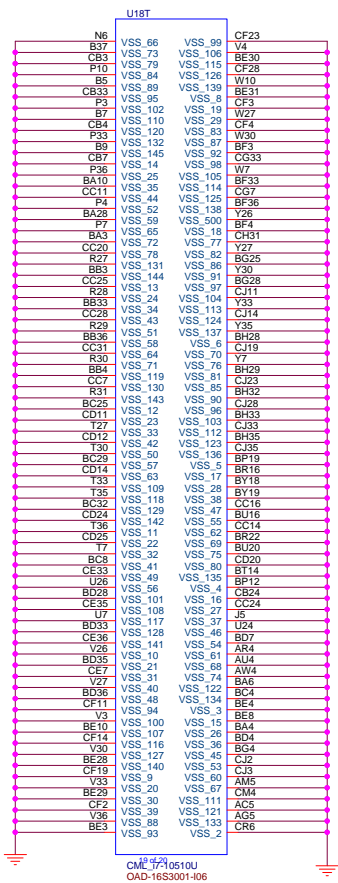 U18T
N6 VSS_66 VSS_99 CF23
B37 VSS_73 VSS_106 V4
CB3 VSS_79 VSS_115 BE30
P10 VSS_84 VSS_126 CF28
B5 VSS_89 VSS_139 W10
CB33 VSS_95 VSS_8 BE31
P3 VSS_102 VSS_19 CF3
B7 VSS_110 VSS_29 W27
CB4 VSS_120 VSS_83 CF4
P33 VSS_132 VSS_87 W30
B9 VSS_145 VSS_92 BF3
CB7 VSS_14 VSS_98 CG33
P36 VSS_25 VSS_105 W7
BA10 VSS_35 VSS_114 BF33
CC11 VSS_44 VSS_125 CG7
P4 VSS_52 VSS_138 BF36
BA28 VSS_59 VSS_500 Y26
P7 VSS_65 VSS_18 BF4
BA3 VSS_72 VSS_77 CH31
CC20 VSS_78 VSS_82 Y27
R27 VSS_131 VSS_86 BG25
BB3 VSS_144 VSS_91 Y30
CC25 VSS_13 VSS_97 BG28
R28 VSS_24 VSS_104 CJ11
BB33 VSS_34 VSS_113 Y33
CC28 VSS_43 VSS_124 CJ14
R29 VSS_51 VSS_137 Y35
BB36 VSS_58 VSS_6 BH28
CC31 VSS_64 VSS_70 CJ19
R30 VSS_71 VSS_76 Y7
BB4 VSS_119 VSS_81 BH29
CC7 VSS_130 VSS_85 CJ23
R31 VSS_143 VSS_90 BH32
BC25 VSS_12 VSS_96 CJ28
CD11 VSS_23 VSS_103 BH33
T27 VSS_33 VSS_112 CJ33
CD12 VSS_42 VSS_123 BH35
T30 VSS_50 VSS_136 CJ35
BC29 VSS_57 VSS_5 BP19
CD14 VSS_63 VSS_17 BR16
T33 VSS_109 VSS_28 BY18
T35 VSS_118 VSS_38 BY19
BC32 VSS_129 VSS_47 CC16
CD24 VSS_142 VSS_55 BU16
T36 VSS_11 VSS_62 CC14
CD25 VSS_22 VSS_69 BR22
T7 VSS_32 VSS_75 BU20
BC8 VSS_41 VSS_80 CD20
CE33 VSS_49 VSS_135 BT14
U26 VSS_56 VSS_4 BP12
BD28 VSS_101 VSS_16 CB24
CE35 VSS_108 VSS_27 CC24
U7 VSS_117 VSS_37 J5
BD33 VSS_128 VSS_46 U24
CE36 VSS_141 VSS_54 BD7
V26 VSS_10 VSS_61 AR4
BD35 VSS_21 VSS_68 AU4
CE7 VSS_31 VSS_74 AW4
V27 VSS_40 VSS_122 BA6
BD36 VSS_48 VSS_134 BC4
CF11 VSS_94 VSS_3 BE4
V3 VSS_100 VSS_15 BE8
BE10 VSS_107 VSS_26 BA4
CF14 VSS_116 VSS_36 BD4
V30 VSS_127 VSS_45 BG4
BE28 VSS_140 VSS_53 CJ2
CF19 VSS_9 VSS_60 CJ3
V33 VSS_20 VSS_67 AM5
BE29 VSS_30 VSS_111 CM4
CF2 VSS_39 VSS_121 AC5
V36 VSS_88 VSS_133 AG5
BE3 VSS_93 VSS_2 CR6
19 of 20
CML_i7-10510U
OAD-16S3001-I06